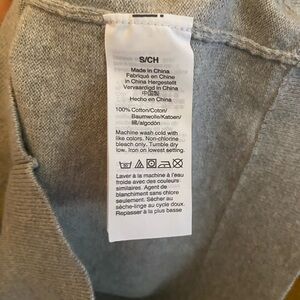 S/CH
Made in China
Fabriqué en Chine
In China Hergestellt
Vervaardigd in China
中国製
Hecho en China
100% Cotton/Coton/
Baumwolle/Katoen/
綿/algodón
Machine wash cold with
like colors. Non-chlorine
bleach only. Tumble dry
low. Iron on lowest setting.
Laver à la machine à l'eau
froide avec des couleurs
similaires. Agent de
blanchiment sans chlore
seulement. Sécher au
sèche-linge au cycle doux.
Repasser à la plus basse